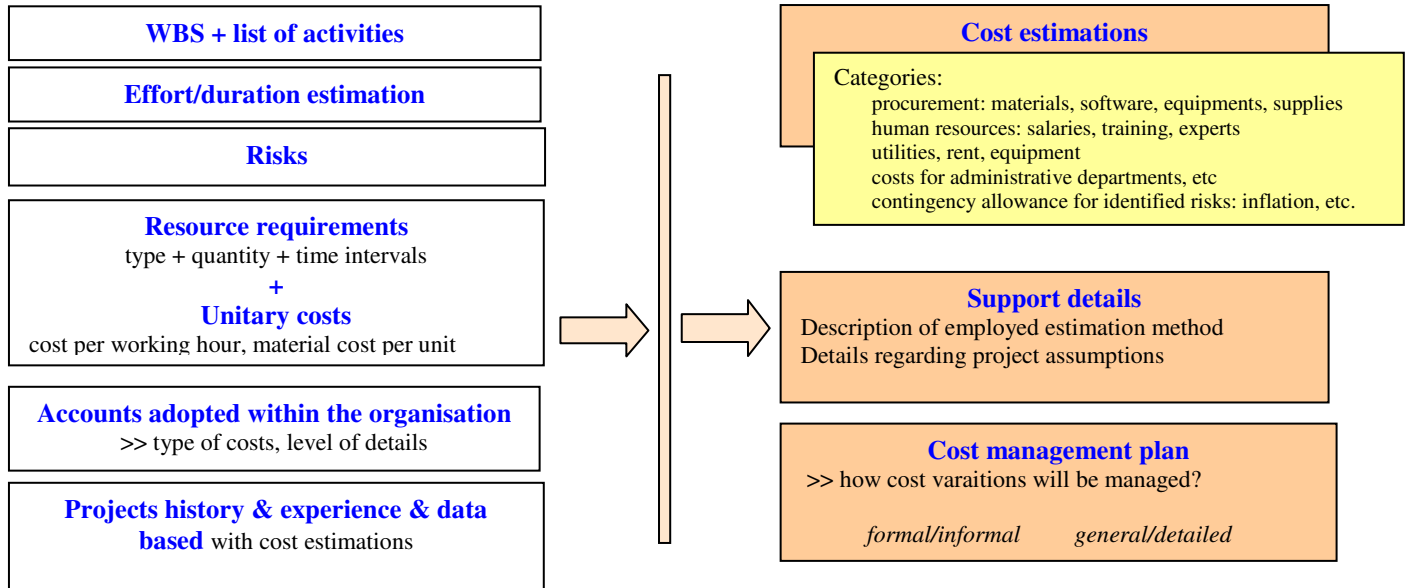 WBS + list of activities
Effort/duration estimation
Risks
Resource requirements
type + quantity + time intervals
+
Unitary costs
cost per working hour, material cost per unit
Accounts adopted within the organisation
>> type of costs, level of details
Projects history & experience & data
based with cost estimations
Cost estimations
Categories:
procurement: materials, software, equipments, supplies
human resources: salaries, training, experts
utilities, rent, equipment
costs for administrative departments, etc
contingency allowance for identified risks: inflation, etc.
Support details
Description of employed estimation method
Details regarding project assumptions
Cost management plan
>> how cost varaitions will be managed?
formal/informal general/detailed